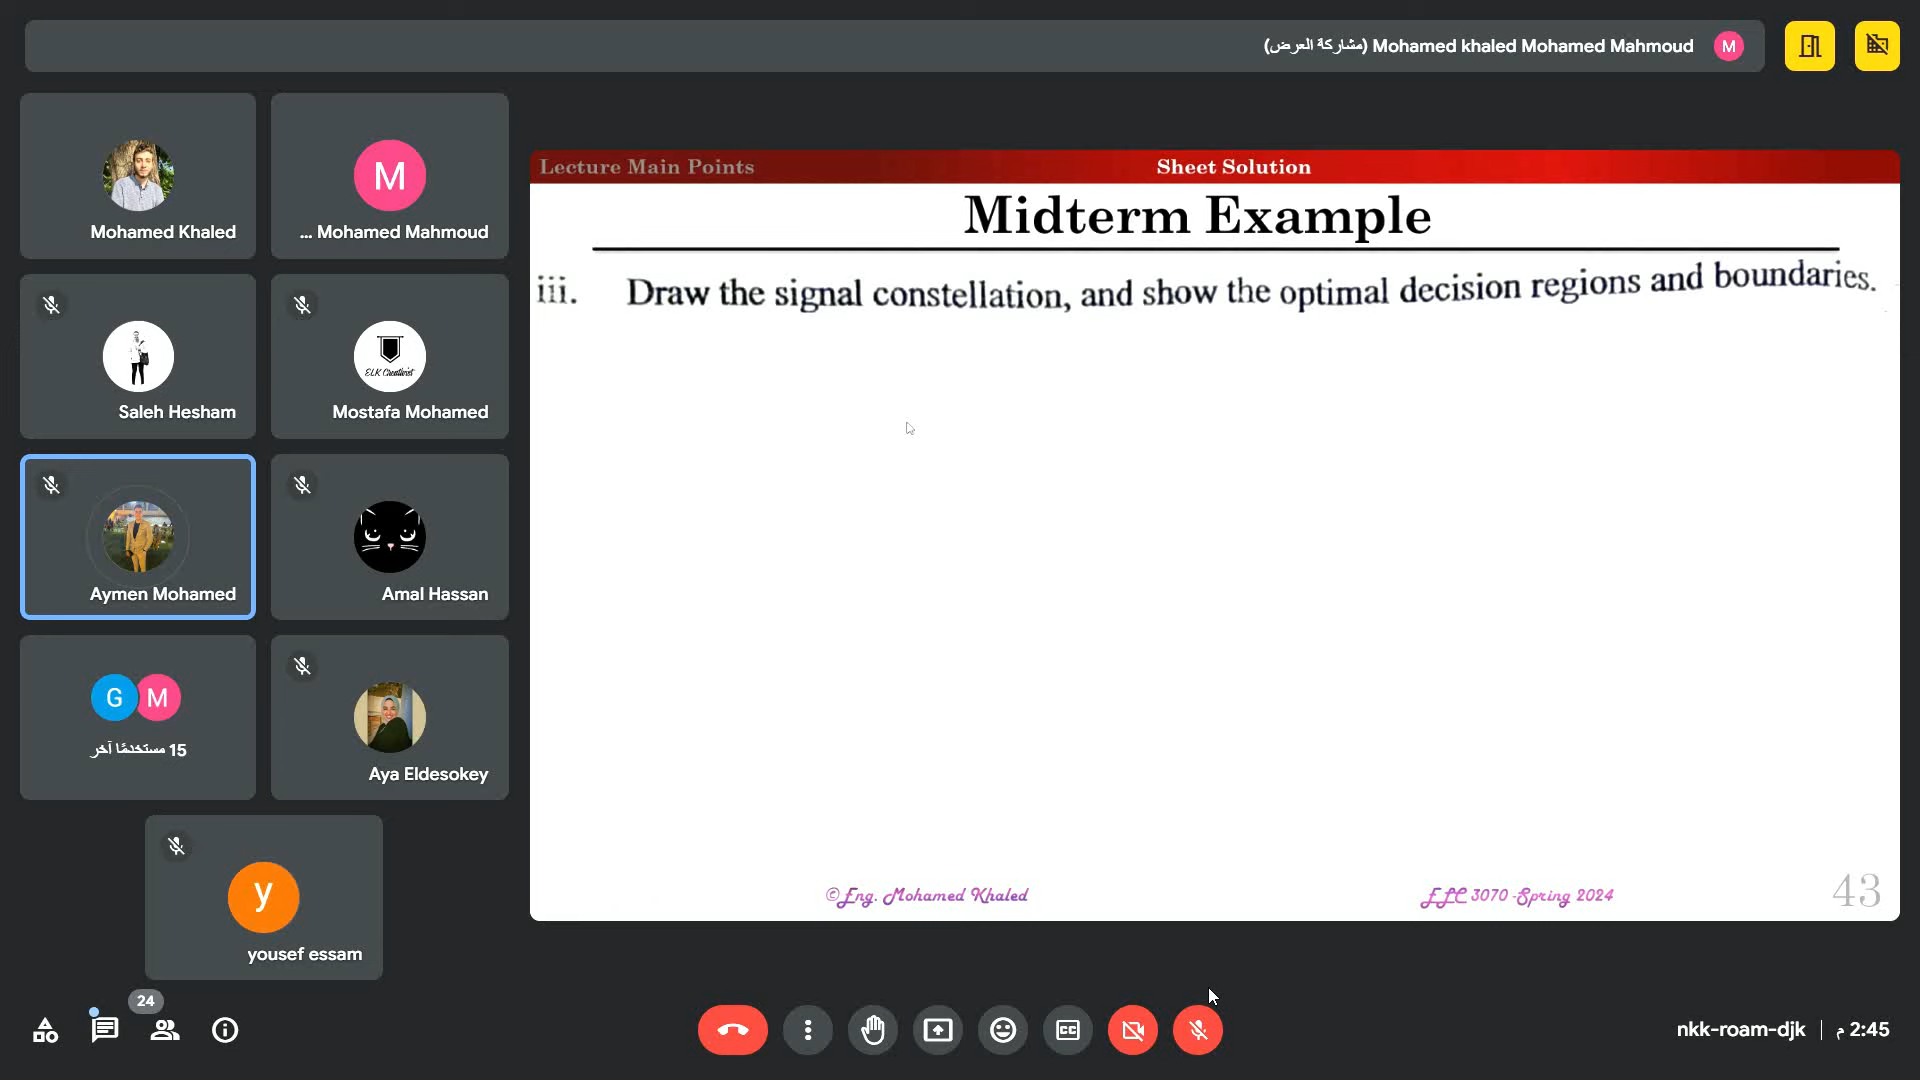 Mohamed khaled Mohamed Mahmoud (مشاركة العرض)
M
Mohamed Khaled
M
... Mohamed Mahmoud
Saleh Hesham
ELK Creativist
Mostafa Mohamed
Aymen Mohamed
Amal Hassan
G M
15 مستخدمًا آخر
Aya Eldesokey
y
yousef essam
Lecture Main Points
Sheet Solution
Midterm Example
iii. Draw the signal constellation, and show the optimal decision regions and boundaries.
©Eng. Mohamed Khaled
ELC 3070 -Spring 2024
43
24
CC
nkk-roam-djk | 2:45 م